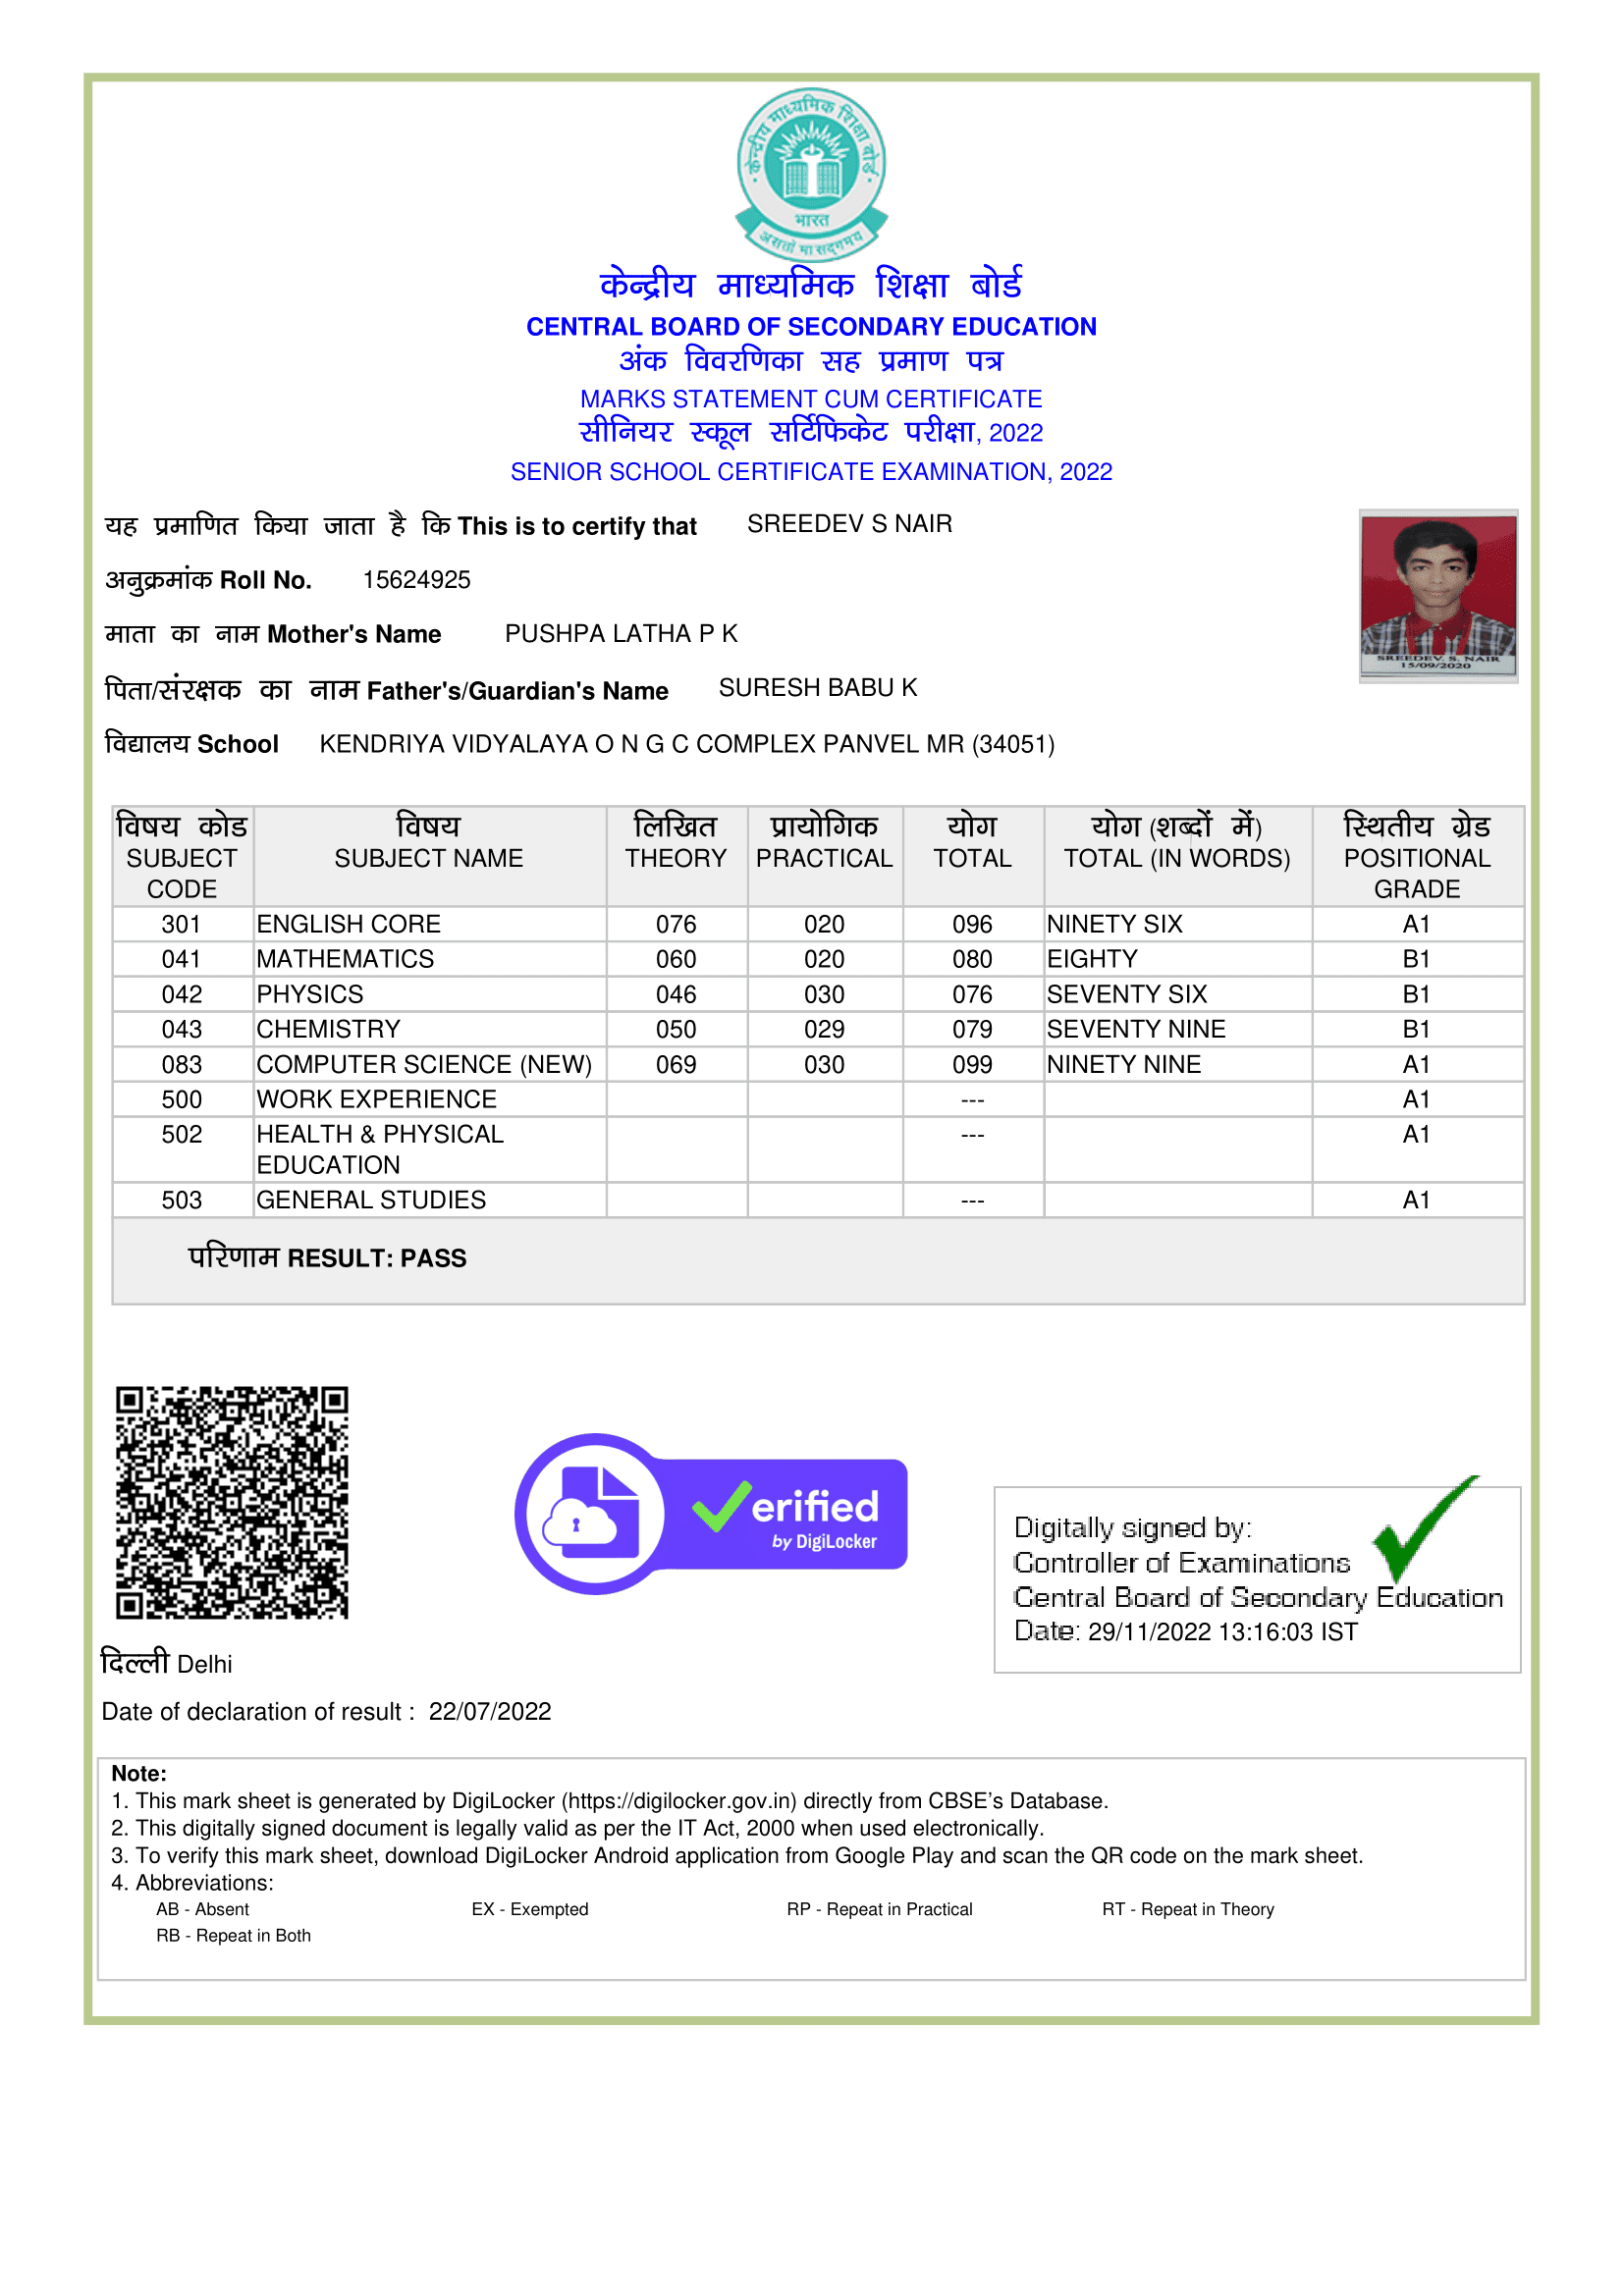 केन्द्रीय माध्यमिक शिक्षा बोर्ड
भारत
असतो मा सद्गमय
केन्द्रीय माध्यमिक शिक्षा बोर्ड
CENTRAL BOARD OF SECONDARY EDUCATION
अंक विवरणिका सह प्रमाण पत्र
MARKS STATEMENT CUM CERTIFICATE
सीनियर स्कूल सर्टिफिकेट परीक्षा, 2022
SENIOR SCHOOL CERTIFICATE EXAMINATION, 2022
यह प्रमाणित किया जाता है कि This is to certify that SREEDEV S NAIR
अनुक्रमांक Roll No. 15624925
माता का नाम Mother's Name PUSHPA LATHA P K
पिता/संरक्षक का नाम Father's/Guardian's Name SURESH BABU K
विद्यालय School KENDRIYA VIDYALAYA O N G C COMPLEX PANVEL MR (34051)
SREEDEV. S. NAIR
15/09/2020
विषय कोड विषय लिखित प्रायोगिक योग योग (शब्दों में) स्थितीय ग्रेड
SUBJECT SUBJECT NAME THEORY PRACTICAL TOTAL TOTAL (IN WORDS) POSITIONAL
CODE GRADE
301 ENGLISH CORE 076 020 096 NINETY SIX A1
041 MATHEMATICS 060 020 080 EIGHTY B1
042 PHYSICS 046 030 076 SEVENTY SIX B1
043 CHEMISTRY 050 029 079 SEVENTY NINE B1
083 COMPUTER SCIENCE (NEW) 069 030 099 NINETY NINE A1
500 WORK EXPERIENCE --- A1
502 HEALTH & PHYSICAL --- A1
EDUCATION
503 GENERAL STUDIES --- A1
परिणाम RESULT: PASS
erified
by DigiLocker
Digitally signed by:
Controller of Examinations
Central Board of Secondary Education
Date: 29/11/2022 13:16:03 IST
दिल्ली Delhi
Date of declaration of result : 22/07/2022
Note:
1. This mark sheet is generated by DigiLocker (https://digilocker.gov.in) directly from CBSE's Database.
2. This digitally signed document is legally valid as per the IT Act, 2000 when used electronically.
3. To verify this mark sheet, download DigiLocker Android application from Google Play and scan the QR code on the mark sheet.
4. Abbreviations:
AB - Absent EX - Exempted RP - Repeat in Practical RT - Repeat in Theory
RB - Repeat in Both